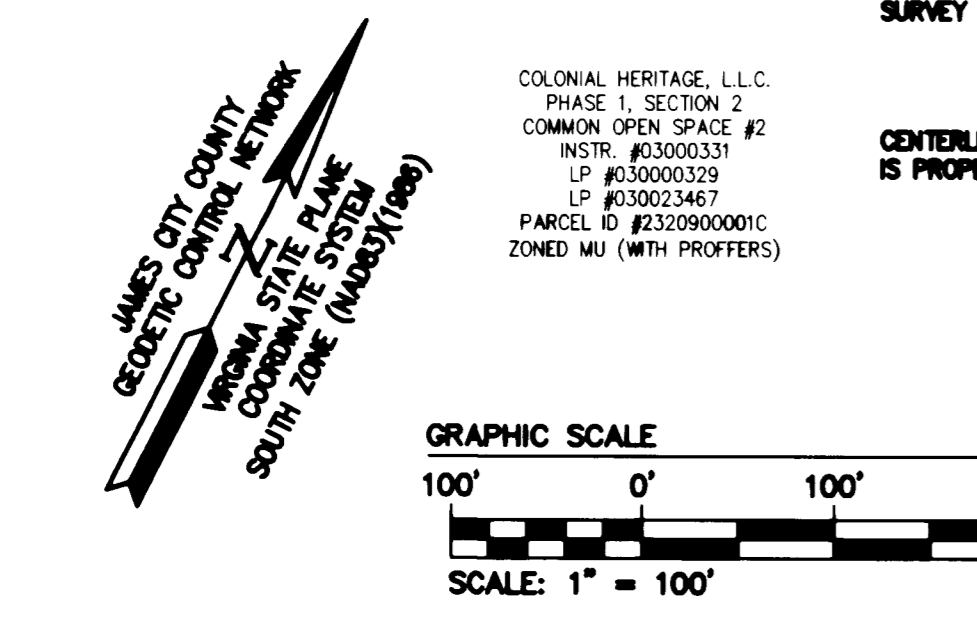 JAMES CITY COUNTY
GEODETIC CONTROL NETWORK
N
VIRGINIA STATE PLANE
COORDINATE SYSTEM
SOUTH ZONE (NAD83)(1986)
COLONIAL HERITAGE, L.L.C.
PHASE 1, SECTION 2
COMMON OPEN SPACE #2
INSTR. #03000331
LP #030000329
LP #030023467
PARCEL ID #2320900001C
ZONED MU (WITH PROFFERS)
SURVEY
GRAPHIC SCALE
100' 0' 100'
SCALE: 1" = 100'